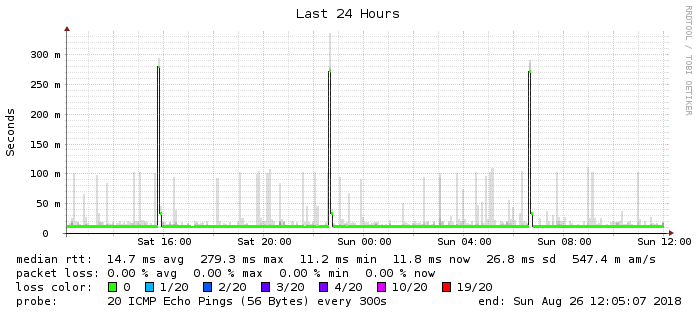 Last 24 Hours
RRDTOOL / TOBI OETIKER
Seconds
300 m
250 m
200 m
150 m
100 m
50 m
0
Sat 16:00 Sat 20:00 Sun 00:00 Sun 04:00 Sun 08:00 Sun 12:00
median rtt: 14.7 ms avg 279.3 ms max 11.2 ms min 11.8 ms now 26.8 ms sd 547.4 m am/s
packet loss: 0.00 % avg 0.00 % max 0.00 % min 0.00 % now
loss color: 0 1/20 2/20 3/20 4/20 10/20 19/20
probe: 20 ICMP Echo Pings (56 Bytes) every 300s end: Sun Aug 26 12:05:07 2018